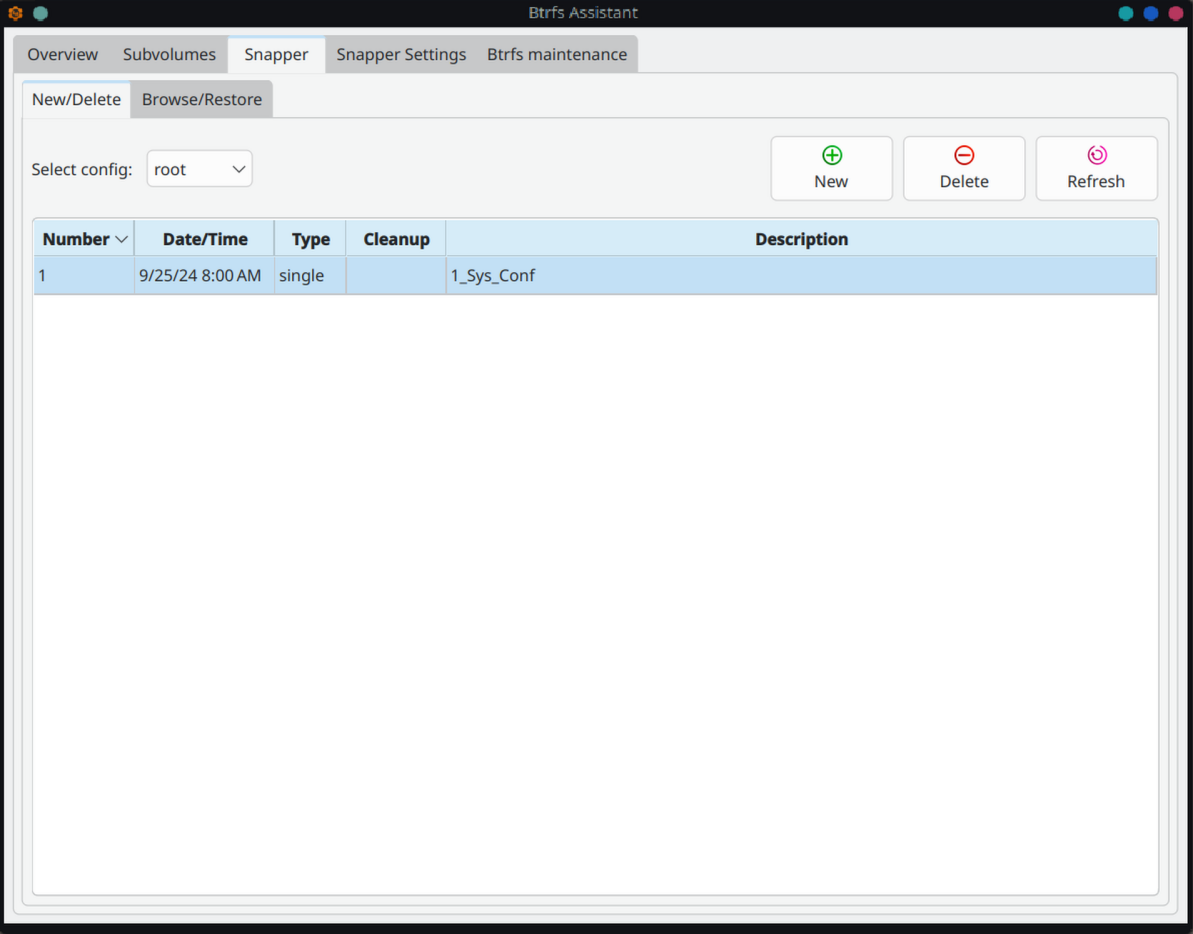 Btrfs Assistant
Overview Subvolumes Snapper Snapper Settings Btrfs maintenance
New/Delete Browse/Restore
Select config: root New Delete Refresh
Number Date/Time Type Cleanup Description
1 9/25/24 8:00 AM single 1_Sys_Conf